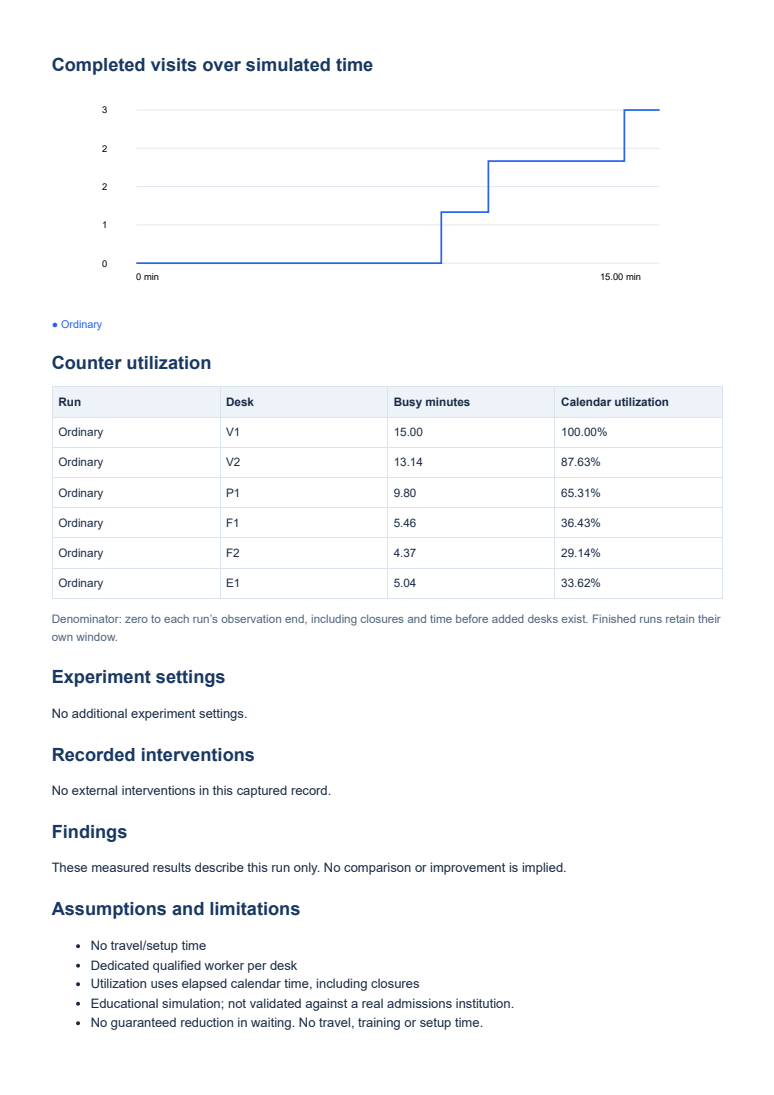 Completed visits over simulated time
3
2
2
1
0
0 min 15.00 min
● Ordinary
Counter utilization
Run Desk Busy minutes Calendar utilization
Ordinary V1 15.00 100.00%
Ordinary V2 13.14 87.63%
Ordinary P1 9.80 65.31%
Ordinary F1 5.46 36.43%
Ordinary F2 4.37 29.14%
Ordinary E1 5.04 33.62%
Denominator: zero to each run’s observation end, including closures and time before added desks exist. Finished runs retain their
own window.
Experiment settings
No additional experiment settings.
Recorded interventions
No external interventions in this captured record.
Findings
These measured results describe this run only. No comparison or improvement is implied.
Assumptions and limitations
• No travel/setup time
• Dedicated qualified worker per desk
• Utilization uses elapsed calendar time, including closures
• Educational simulation; not validated against a real admissions institution.
• No guaranteed reduction in waiting. No travel, training or setup time.